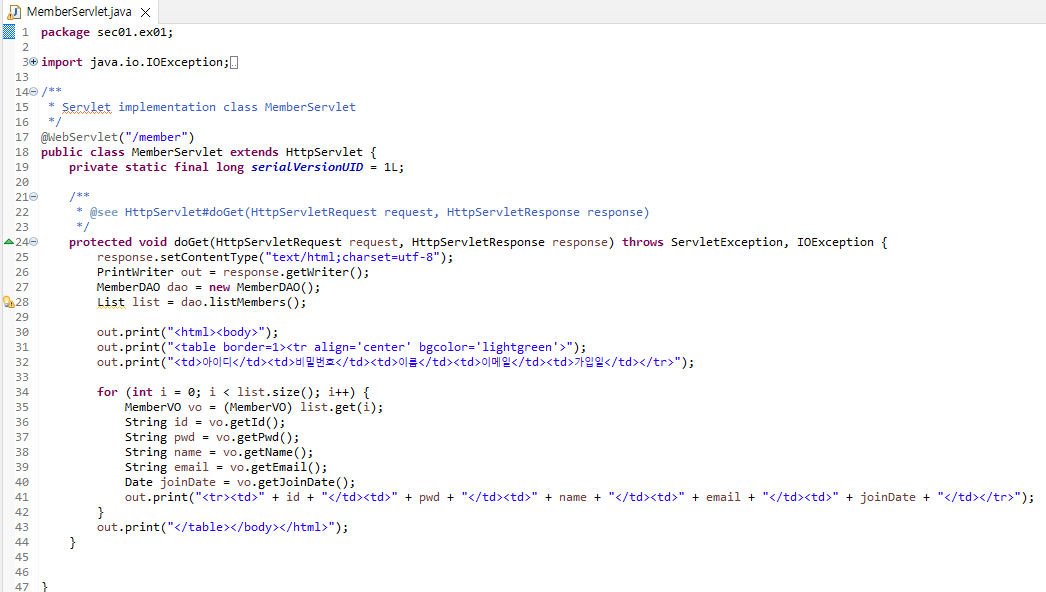 MemberServlet.java
1 package sec01.ex01;
2
3 import java.io.IOException;
13
14 /**
15 * Servlet implementation class MemberServlet
16 */
17 @WebServlet("/member")
18 public class MemberServlet extends HttpServlet {
19 private static final long serialVersionUID = 1L;
20
21 /**
22 * @see HttpServlet#doGet(HttpServletRequest request, HttpServletResponse response)
23 */
24 protected void doGet(HttpServletRequest request, HttpServletResponse response) throws ServletException, IOException {
25 response.setContentType("text/html;charset=utf-8");
26 PrintWriter out = response.getWriter();
27 MemberDAO dao = new MemberDAO();
28 List list = dao.listMembers();
29
30 out.print("<html><body>");
31 out.print("<table border=1><tr align='center' bgcolor='lightgreen'>");
32 out.print("<td>아이디</td><td>비밀번호</td><td>이름</td><td>이메일</td><td>가입일</td></tr>");
33
34 for (int i = 0; i < list.size(); i++) {
35 MemberVO vo = (MemberVO) list.get(i);
36 String id = vo.getId();
37 String pwd = vo.getPwd();
38 String name = vo.getName();
39 String email = vo.getEmail();
40 Date joinDate = vo.getJoinDate();
41 out.print("<tr><td>" + id + "</td><td>" + pwd + "</td><td>" + name + "</td><td>" + email + "</td><td>" + joinDate + "</td></tr>");
42 }
43 out.print("</table></body></html>");
44 }
45
46
47 }